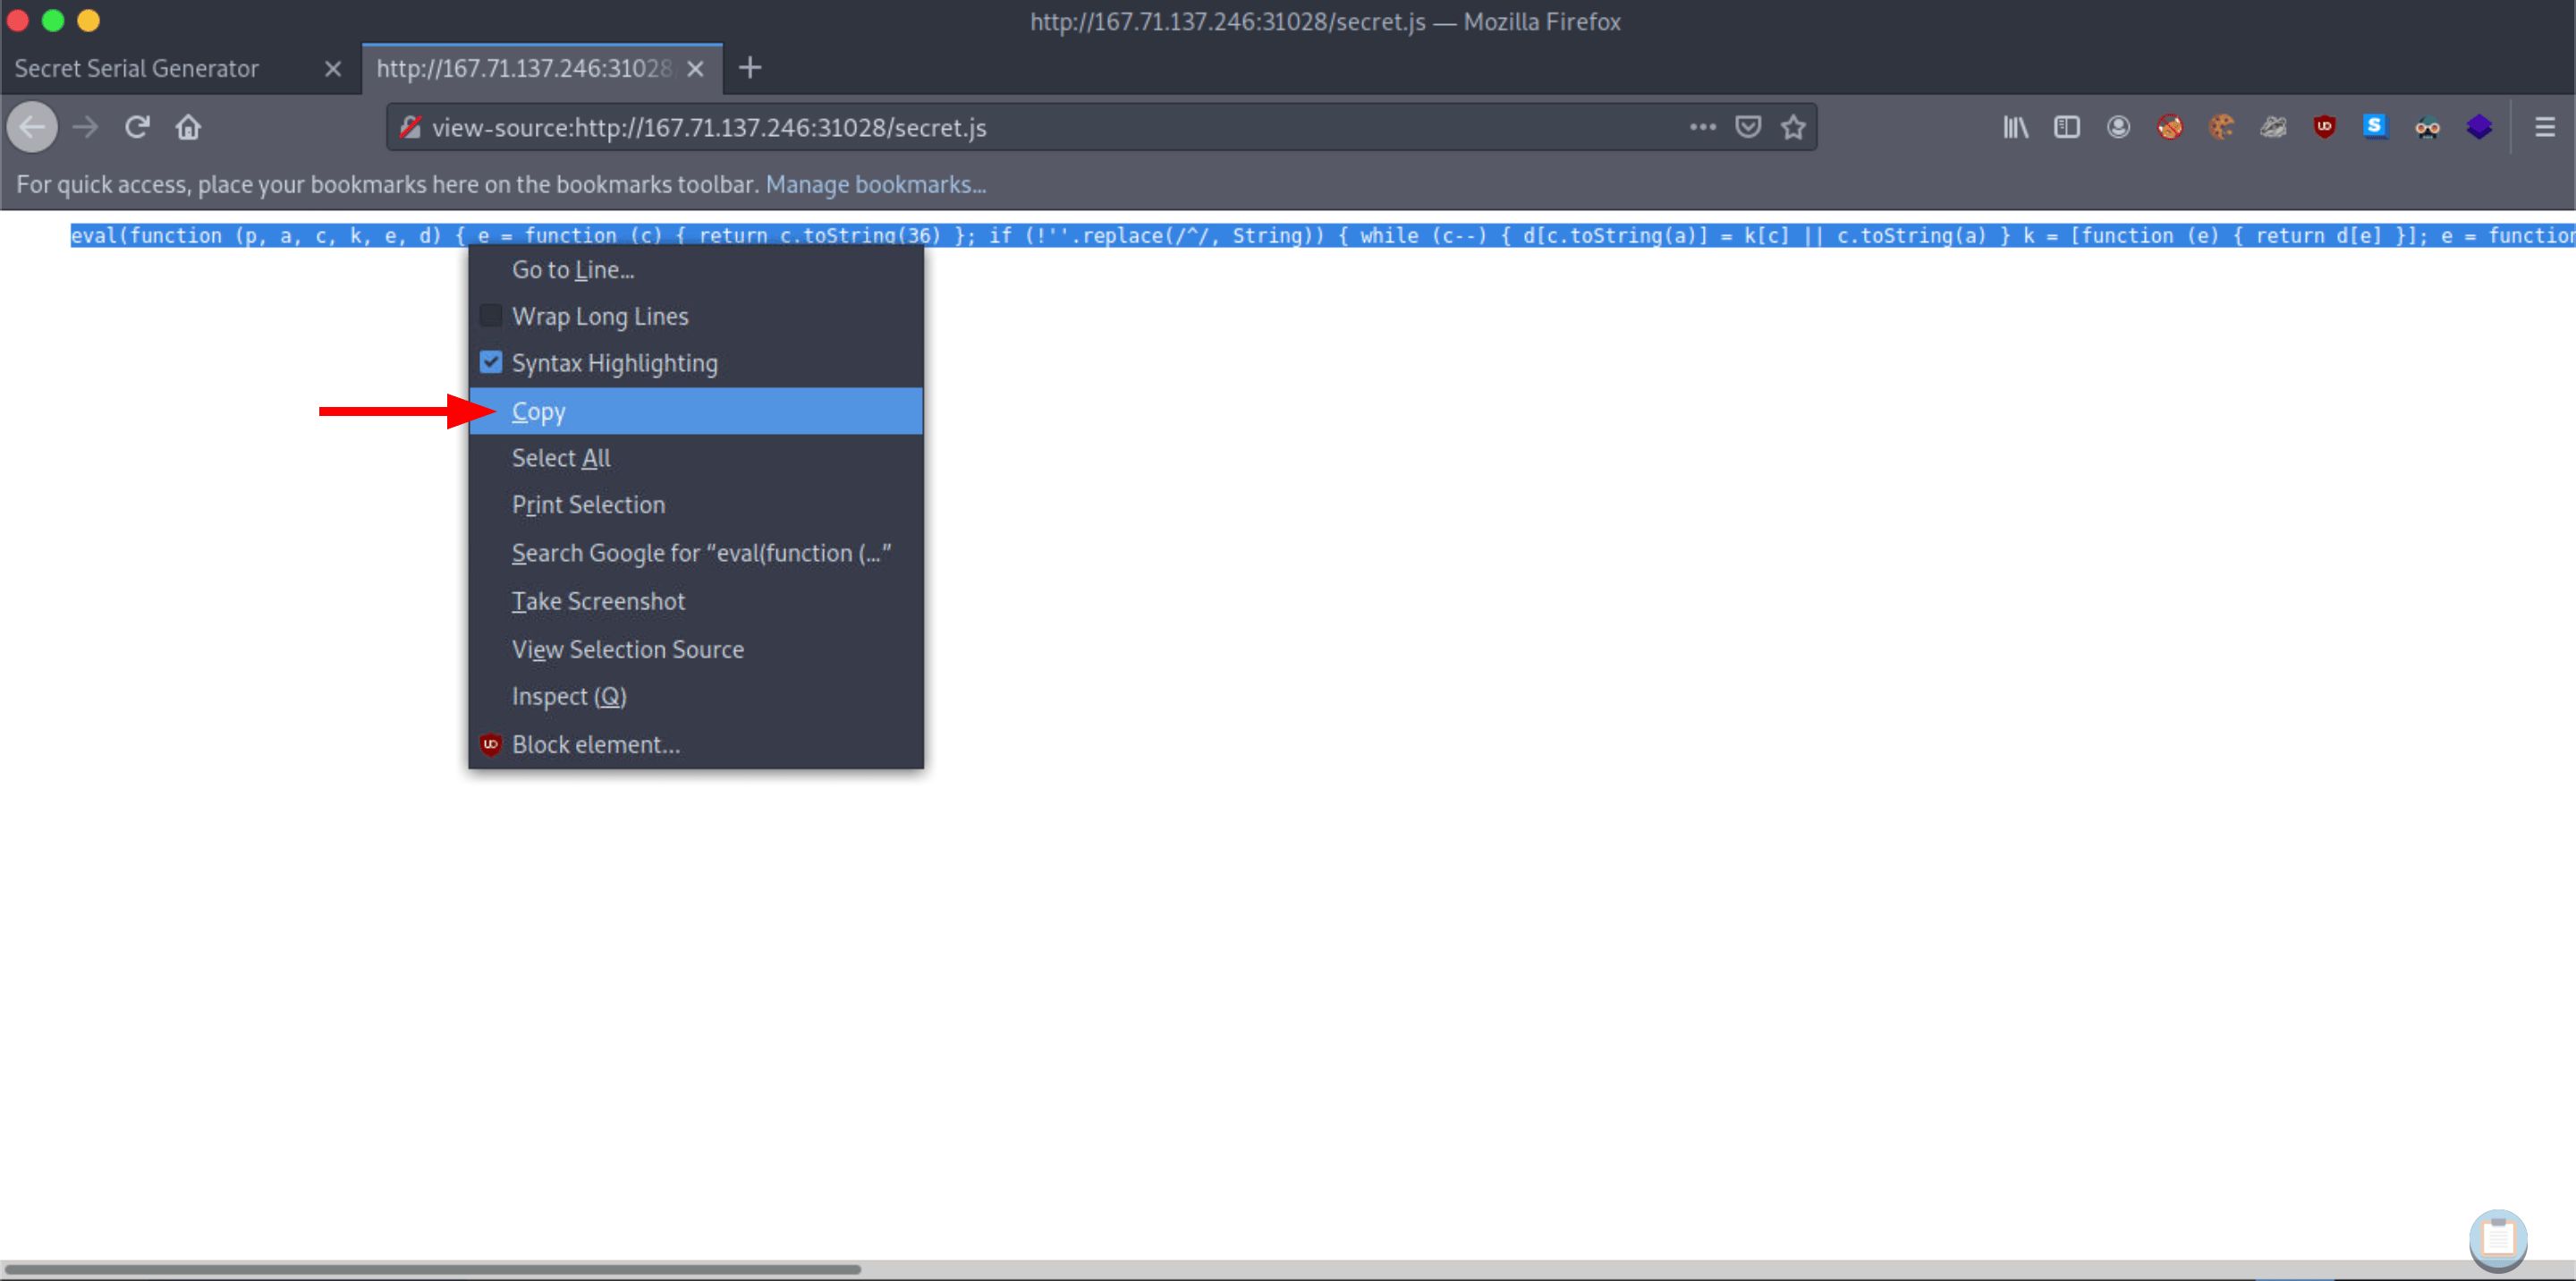 http://167.71.137.246:31028/secret.js — Mozilla Firefox
Secret Serial Generator
http://167.71.137.246:31028
view-source:http://167.71.137.246:31028/secret.js
For quick access, place your bookmarks here on the bookmarks toolbar. Manage bookmarks...
eval(function (p, a, c, k, e, d) { e = function (c) { return c.toString(36) }; if (!''.replace(/^/, String)) { while (c--) { d[c.toString(a)] = k[c] || c.toString(a) } k = [function (e) { return d[e] }]; e = function
Go to Line...
Wrap Long Lines
Syntax Highlighting
Copy
Select All
Print Selection
Search Google for “eval(function (...”
Take Screenshot
View Selection Source
Inspect (Q)
Block element...